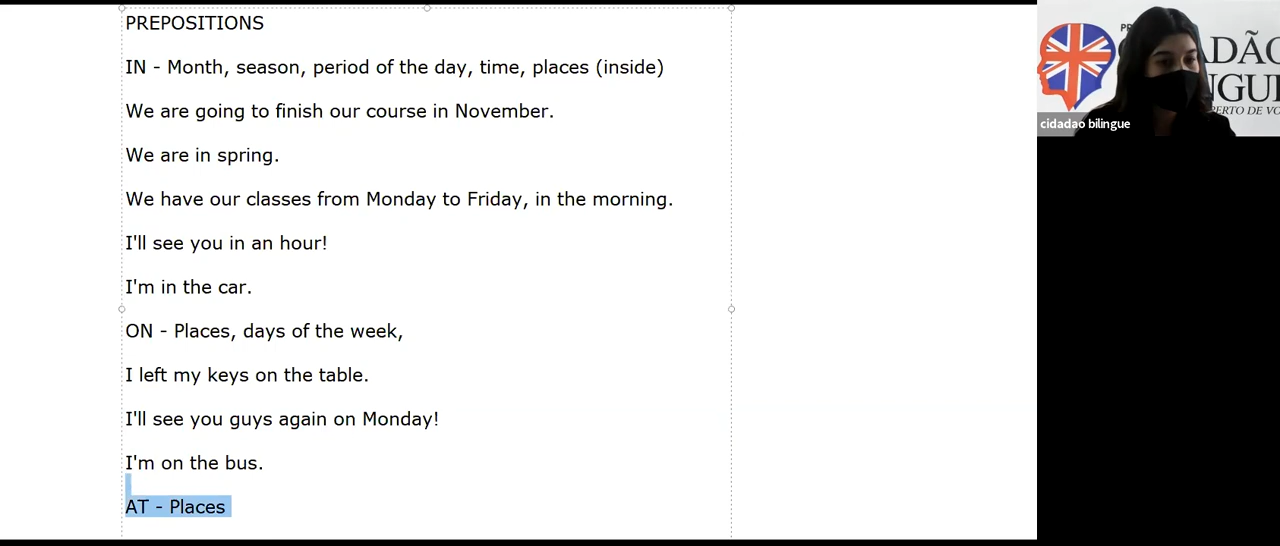 PREPOSITIONS
IN - Month, season, period of the day, time, places (inside)
We are going to finish our course in November.
We are in spring.
We have our classes from Monday to Friday, in the morning.
I'll see you in an hour!
I'm in the car.
ON - Places, days of the week,
I left my keys on the table.
I'll see you guys again on Monday!
I'm on the bus.
AT - Places
cidadao bilingue